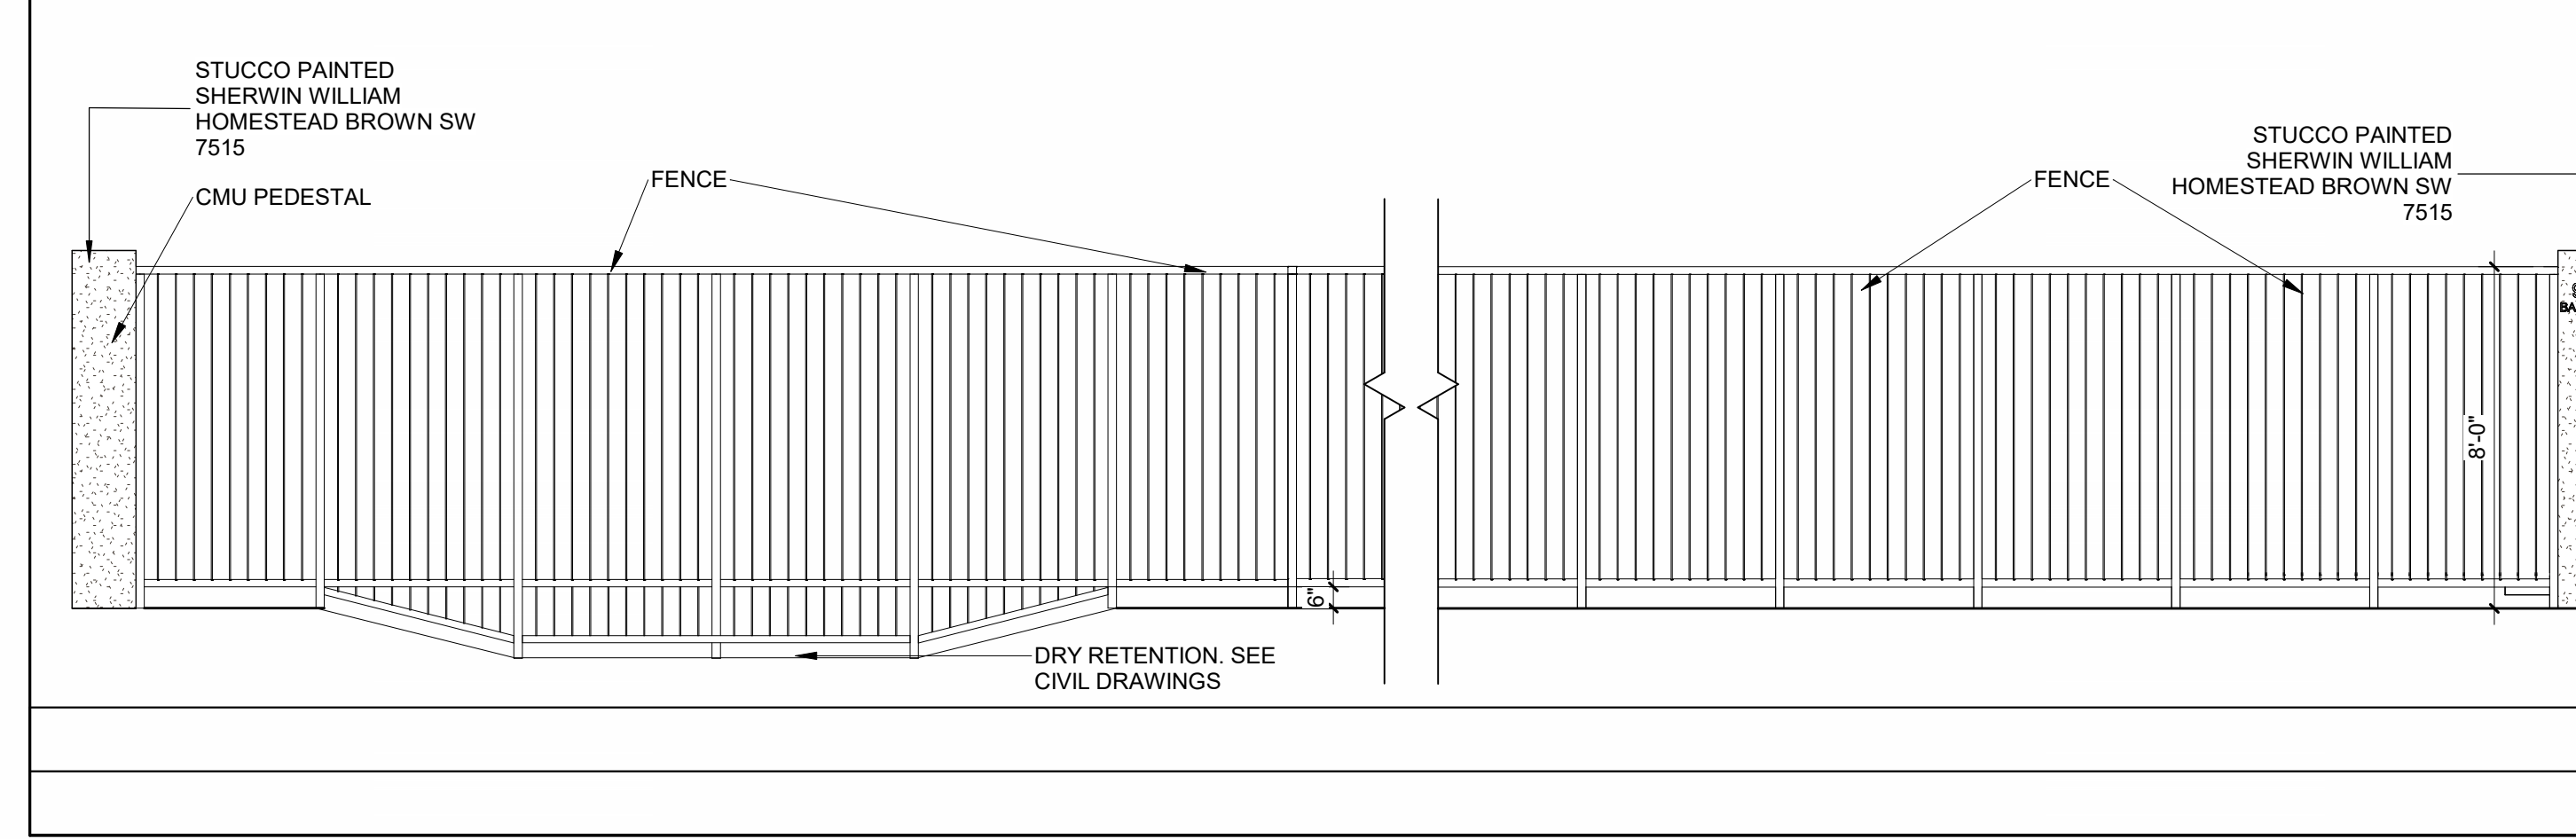 STUCCO PAINTED
SHERWIN WILLIAM
HOMESTEAD BROWN SW
7515
CMU PEDESTAL
FENCE
FENCE
STUCCO PAINTED
SHERWIN WILLIAM
HOMESTEAD BROWN SW
7515
8'-0"
6"
DRY RETENTION. SEE
CIVIL DRAWINGS